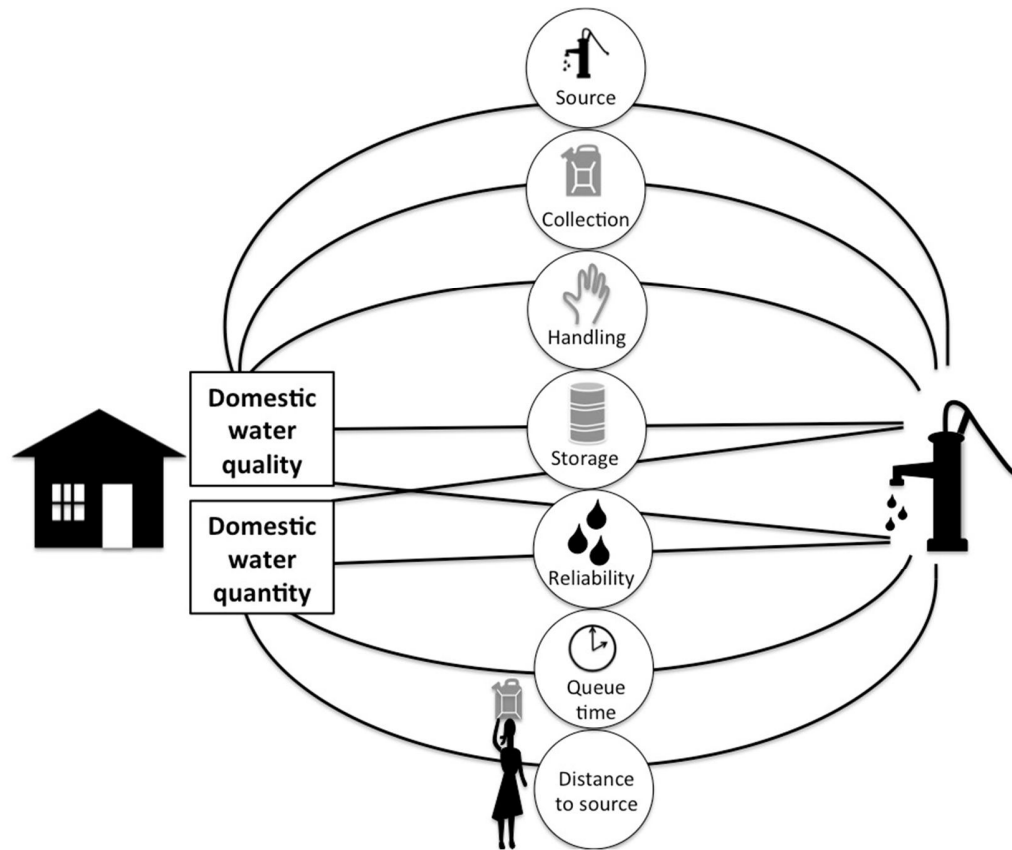 Source
Collection
Handling
Domestic
water
quality
Storage
Domestic
water
quantity
Reliability
Queue
time
Distance
to source